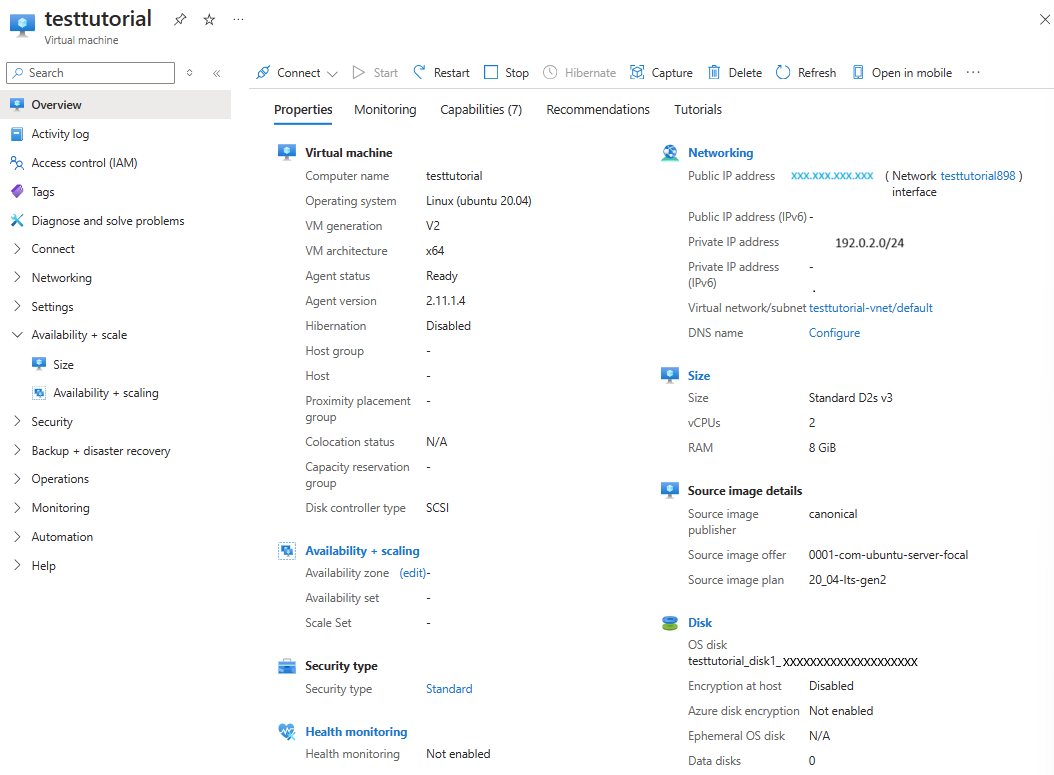 testtutorial
Virtual machine
Search
Overview
Activity log
Access control (IAM)
Tags
Diagnose and solve problems
Connect
Networking
Settings
Availability + scale
Size
Availability + scaling
Security
Backup + disaster recovery
Operations
Monitoring
Automation
Help
Connect Start Restart Stop Hibernate Capture Delete Refresh Open in mobile
Properties Monitoring Capabilities (7) Recommendations Tutorials
Virtual machine
Computer name testtutorial
Operating system Linux (ubuntu 20.04)
VM generation V2
VM architecture x64
Agent status Ready
Agent version 2.11.1.4
Hibernation Disabled
Host group -
Host -
Proximity placement -
group
Colocation status N/A
Capacity reservation -
group
Disk controller type SCSI
Availability + scaling
Availability zone (edit) -
Availability set -
Scale Set -
Security type
Security type Standard
Health monitoring
Health monitoring Not enabled
Networking
Public IP address xxx.xxx.xxx.xxx ( Network testtutorial898 )
interface
Public IP address (IPv6) -
Private IP address 192.0.2.0/24
Private IP address -
(IPv6)
Virtual network/subnet testtutorial-vnet/default
DNS name Configure
Size
Size Standard D2s v3
vCPUs 2
RAM 8 GiB
Source image details
Source image canonical
publisher
Source image offer 0001-com-ubuntu-server-focal
Source image plan 20_04-lts-gen2
Disk
OS disk
testtutorial_disk1_XXXXXXXXXXXXXXXXXXXX
Encryption at host Disabled
Azure disk encryption Not enabled
Ephemeral OS disk N/A
Data disks 0